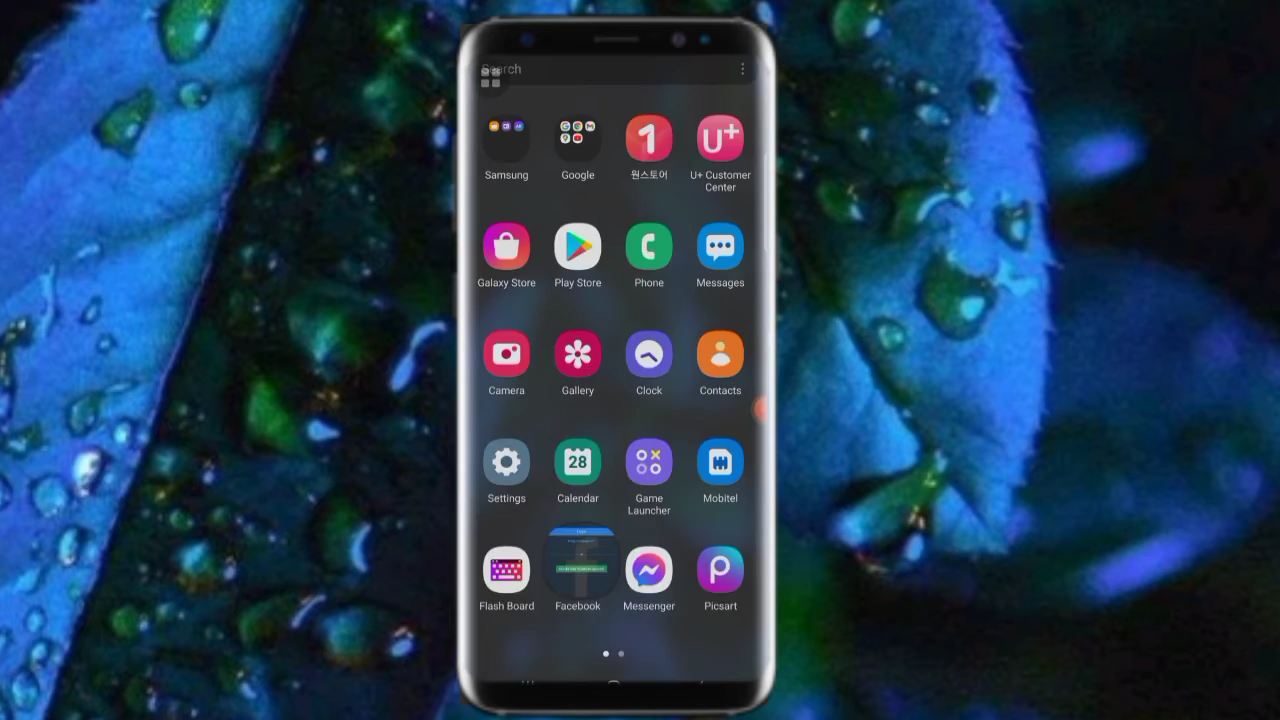 Search
Samsung
Google
원스토어
U+ Customer
Center
Galaxy Store
Play Store
Phone
Messages
Camera
Gallery
Clock
Contacts
28
Settings
Calendar
Game
Launcher
Mobitel
Flash Board
Facebook
Messenger
Picsart